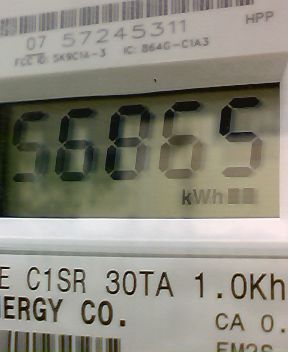 HPP
07 57245311
FCC ID: SK9C1A-3 IC: 864G-C1A3
56865
kWh
E C1SR 30TA 1.0Kh
ERGY CO.
CA 0.
EM2S